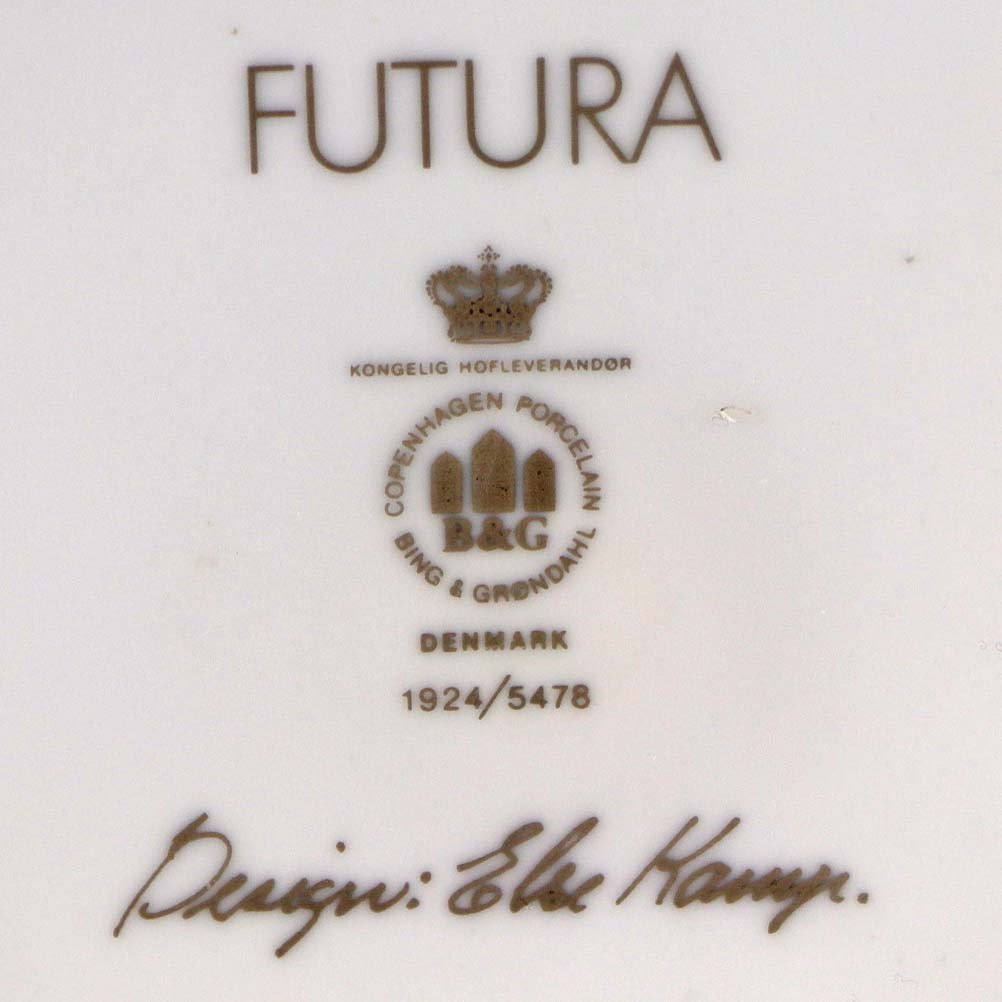 FUTURA
KONGELIG HOFLEVERANDØR
COPENHAGEN PORCELAIN
B&G
BING & GRØNDAHL
DENMARK
1924/5478
Design: Else Kamp.